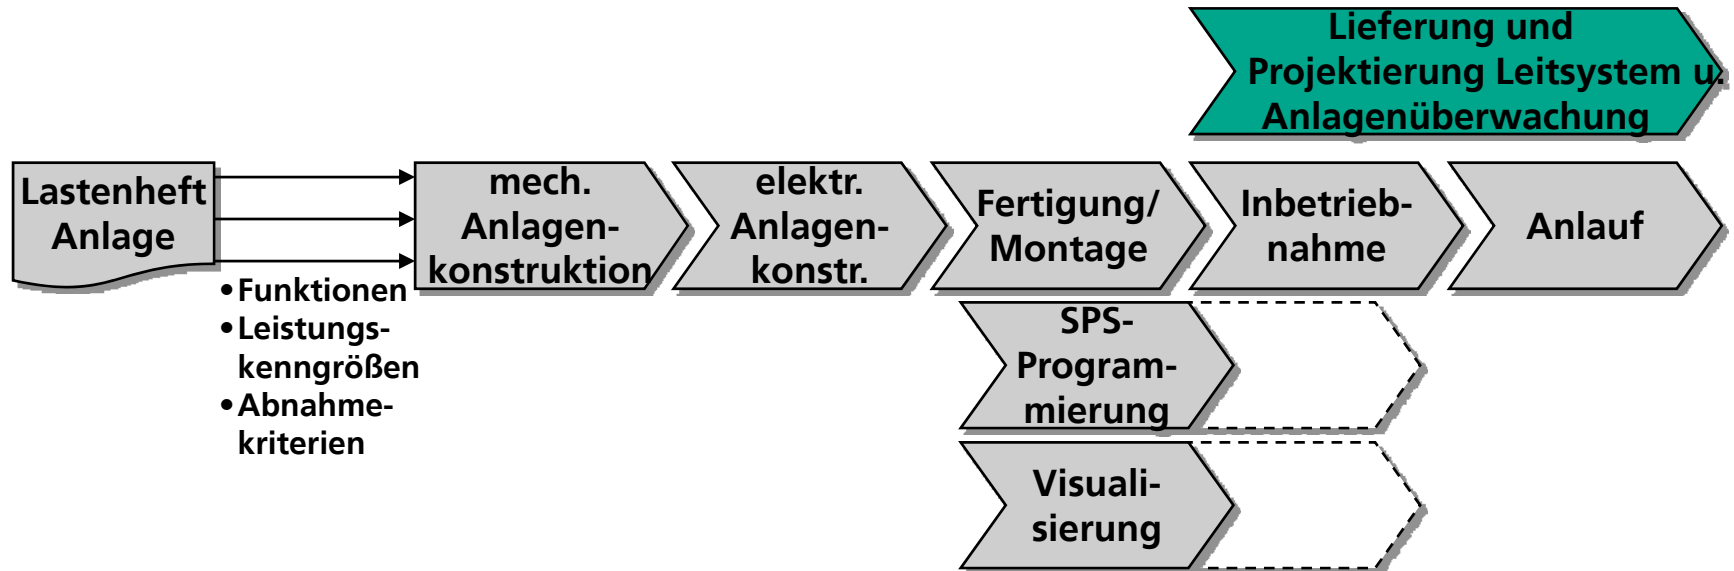 Lieferung und
Projektierung Leitsystem u.
Anlagenüberwachung
Lastenheft
Anlage
•Funktionen
•Leistungs-
kenngrößen
•Abnahme-
kriterien
mech.
Anlagen-
konstruktion
elektr.
Anlagen-
konstr.
Fertigung/
Montage
Inbetrieb-
nahme
Anlauf
SPS-
Program-
mierung
Visuali-
sierung